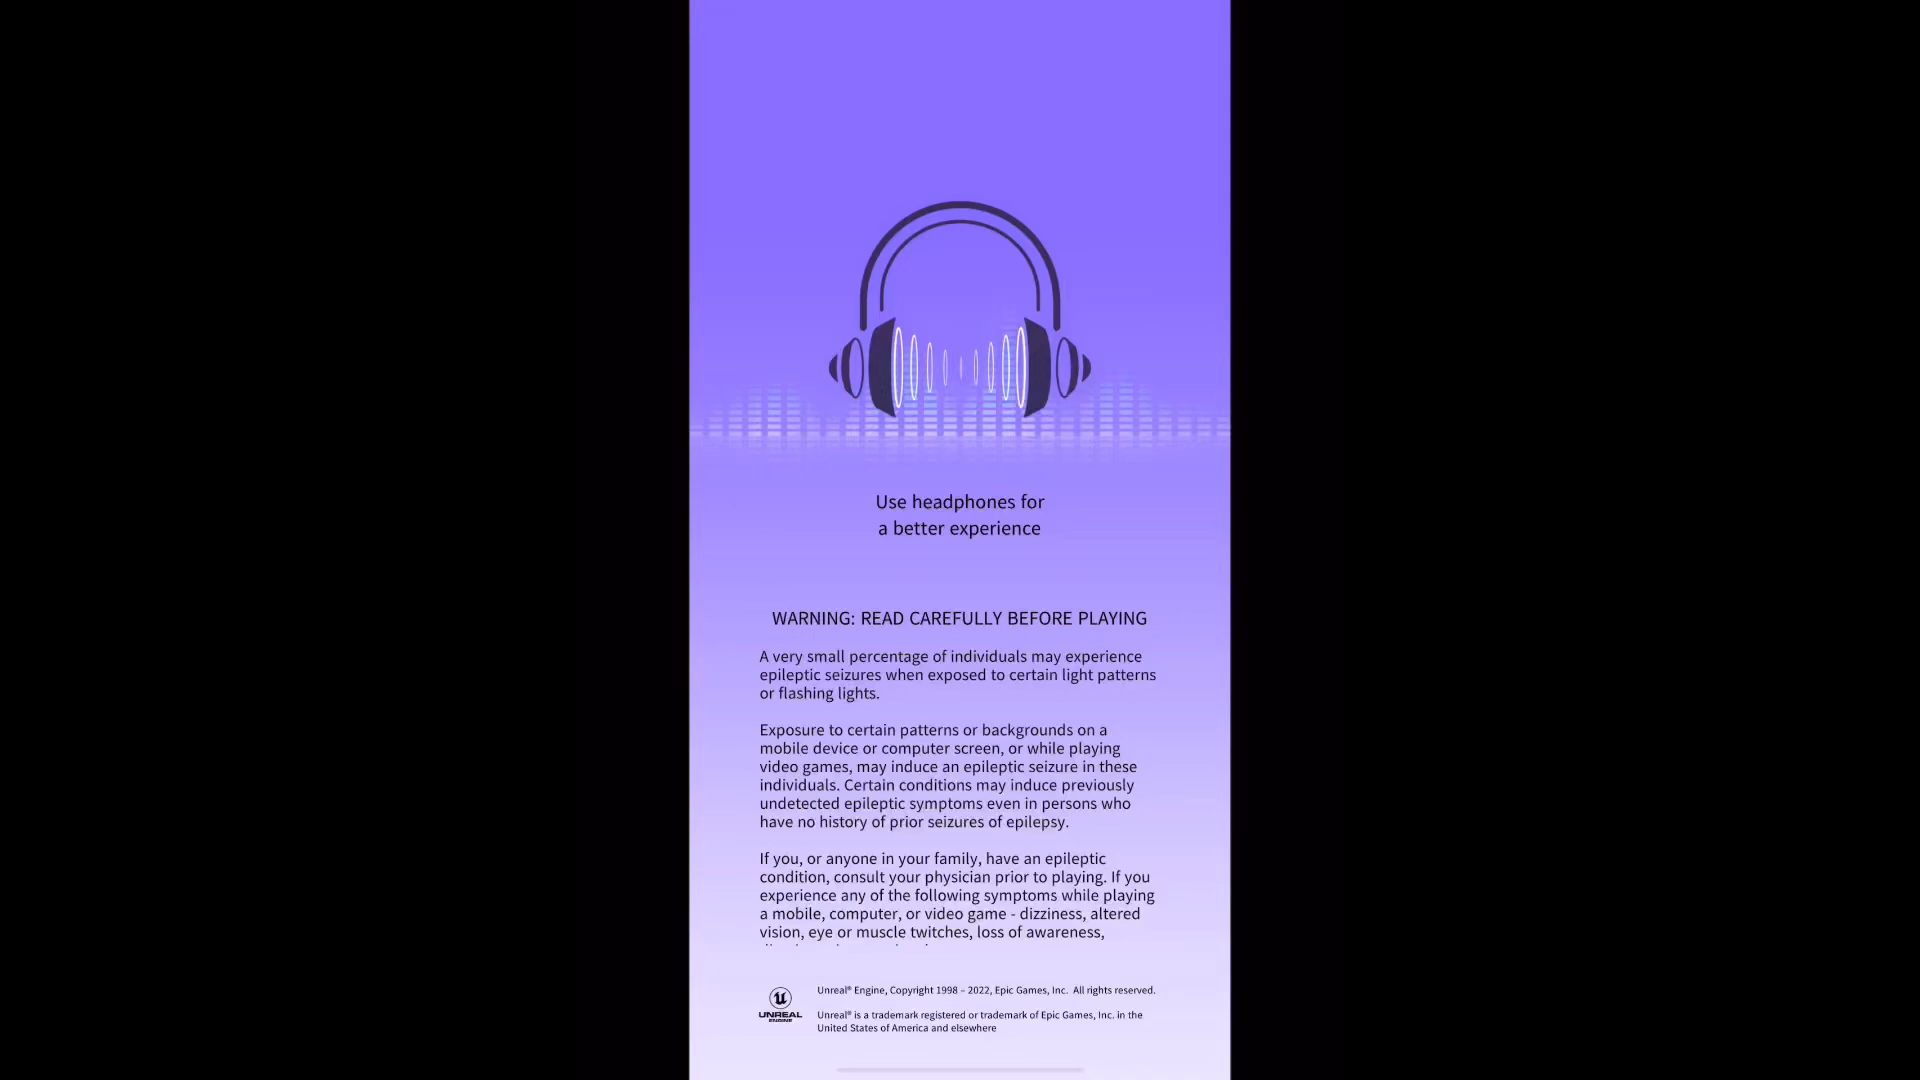 Use headphones for
a better experience
WARNING: READ CAREFULLY BEFORE PLAYING
A very small percentage of individuals may experience
epileptic seizures when exposed to certain light patterns
or flashing lights.
Exposure to certain patterns or backgrounds on a
mobile device or computer screen, or while playing
video games, may induce an epileptic seizure in these
individuals. Certain conditions may induce previously
undetected epileptic symptoms even in persons who
have no history of prior seizures of epilepsy.
If you, or anyone in your family, have an epileptic
condition, consult your physician prior to playing. If you
experience any of the following symptoms while playing
a mobile, computer, or video game - dizziness, altered
vision, eye or muscle twitches, loss of awareness,
Unreal® Engine, Copyright 1998 – 2022, Epic Games, Inc. All rights reserved.
UNREAL
ENGINE
Unreal® is a trademark registered or trademark of Epic Games, Inc. in the
United States of America and elsewhere